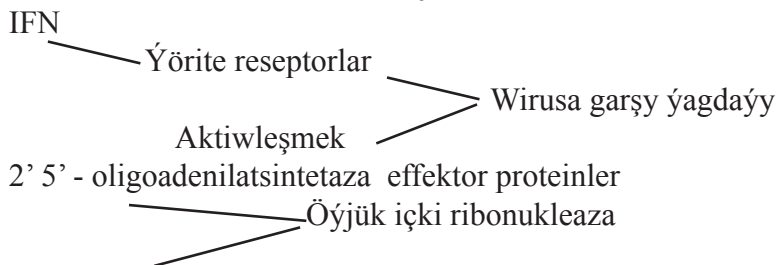 IFN
Ýörite reseptorlar
Wirusa garşy ýagdaýy
Aktiwleşmek
2’ 5’ - oligoadenilatsintetaza effektor proteinler
Öýjük içki ribonukleaza